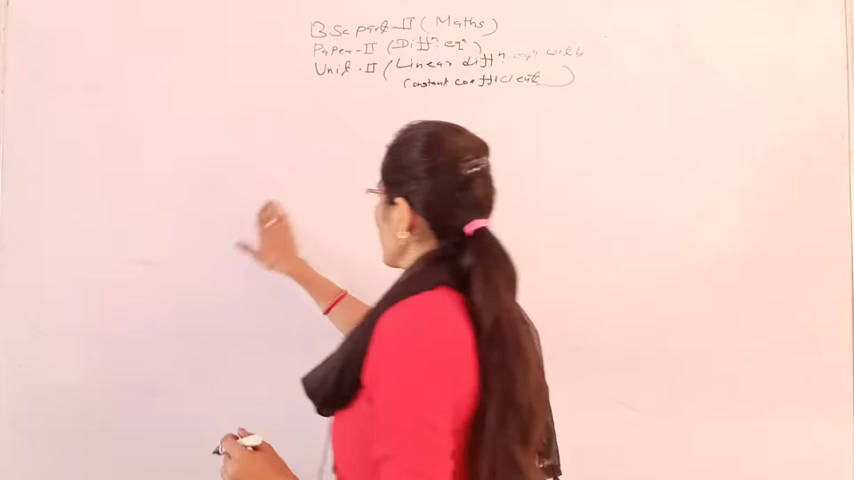 B.Sc part-II (Maths)
Paper-II (Diffn eqn)
Unit-II (Linear diffn eqn with
Constant coefficient)